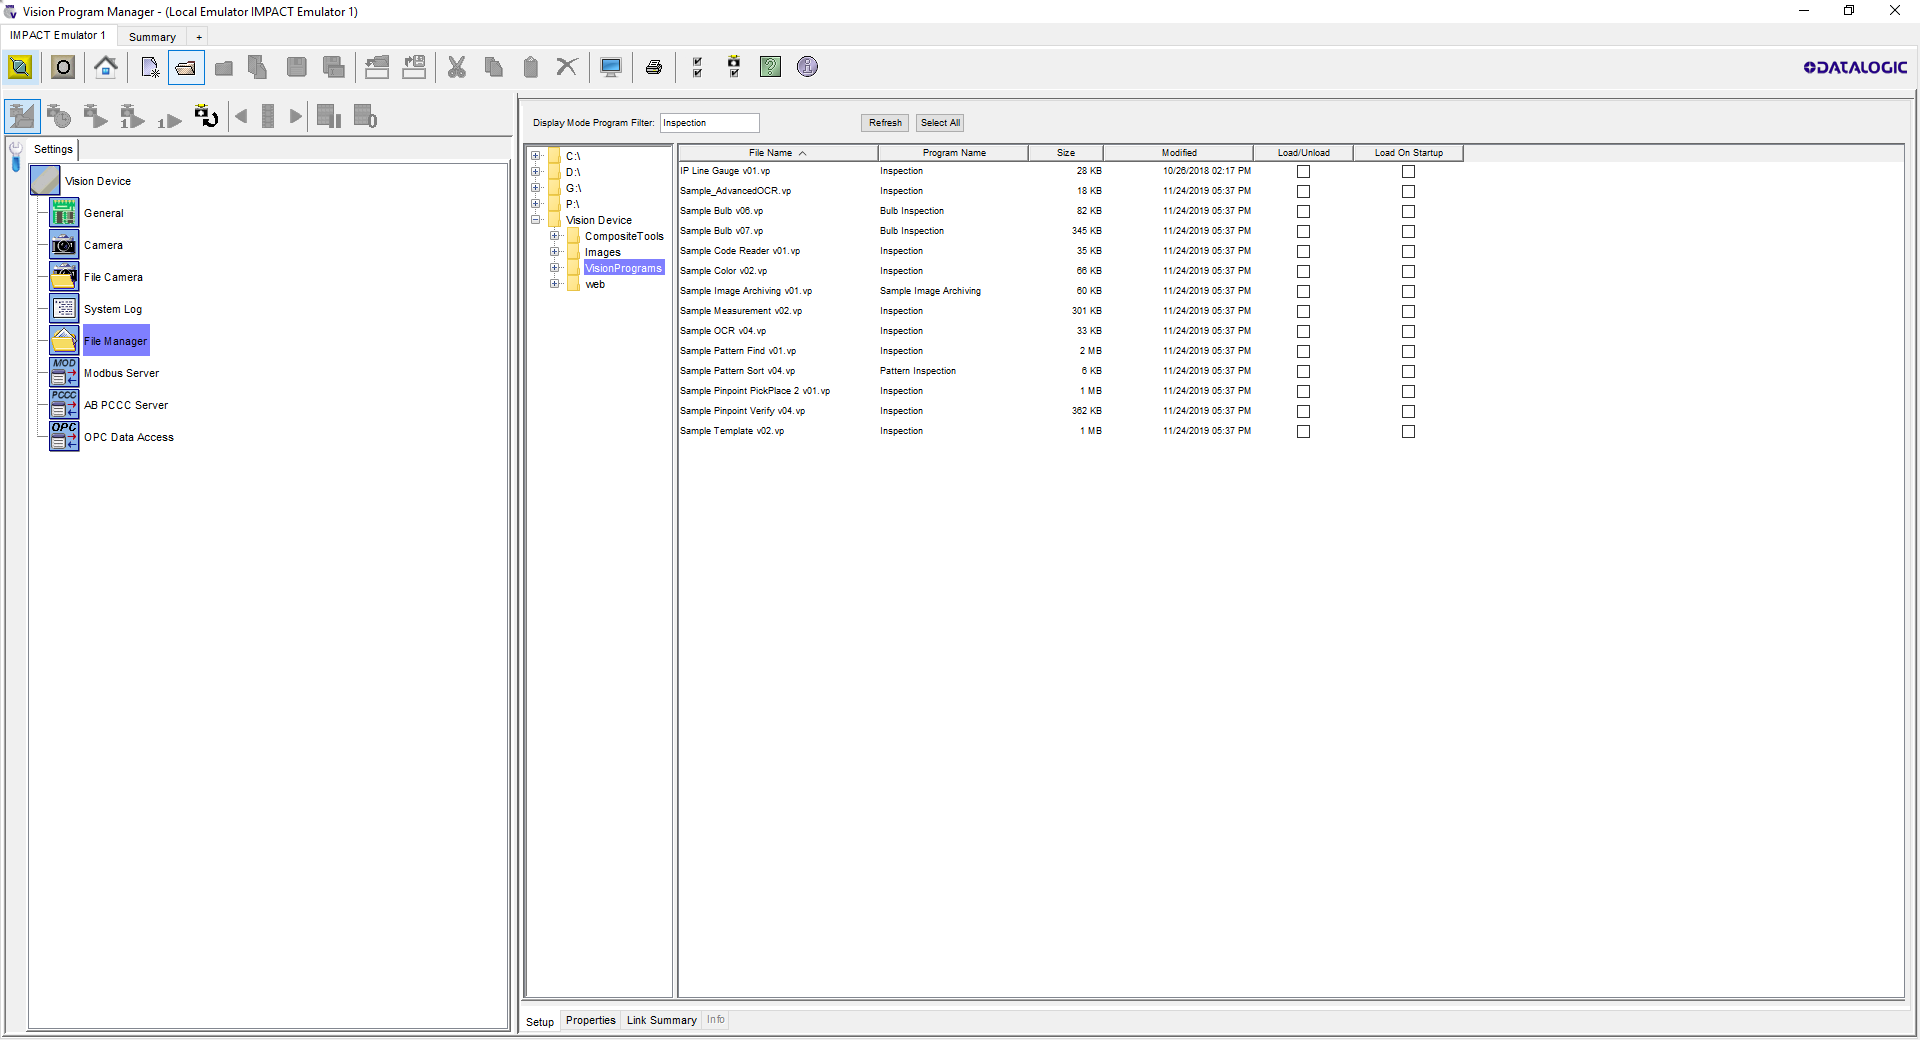 Vision Program Manager - (Local Emulator IMPACT Emulator 1)
IMPACT Emulator 1
Summary
+
O
DATALOGIC
1
1
0
Settings
Vision Device
General
Camera
File Camera
System Log
File Manager
MOD
Modbus Server
PCCC
AB PCCC Server
OPC
OPC Data Access
Display Mode Program Filter: Inspection Refresh Select All
C:\
D:\
G:\
P:\
Vision Device
CompositeTools
Images
VisionPrograms
web
File Name Program Name Size Modified Load/Unload Load On Startup
IP Line Gauge v01.vp Inspection 28 KB 10/26/2018 02:17 PM
Sample_AdvancedOCR.vp Inspection 18 KB 11/24/2019 05:37 PM
Sample Bulb v06.vp Bulb Inspection 82 KB 11/24/2019 05:37 PM
Sample Bulb v07.vp Bulb Inspection 345 KB 11/24/2019 05:37 PM
Sample Code Reader v01.vp Inspection 35 KB 11/24/2019 05:37 PM
Sample Color v02.vp Inspection 66 KB 11/24/2019 05:37 PM
Sample Image Archiving v01.vp Sample Image Archiving 60 KB 11/24/2019 05:37 PM
Sample Measurement v02.vp Inspection 301 KB 11/24/2019 05:37 PM
Sample OCR v04.vp Inspection 33 KB 11/24/2019 05:37 PM
Sample Pattern Find v01.vp Inspection 2 MB 11/24/2019 05:37 PM
Sample Pattern Sort v04.vp Pattern Inspection 6 KB 11/24/2019 05:37 PM
Sample Pinpoint PickPlace 2 v01.vp Inspection 1 MB 11/24/2019 05:37 PM
Sample Pinpoint Verify v04.vp Inspection 362 KB 11/24/2019 05:37 PM
Sample Template v02.vp Inspection 1 MB 11/24/2019 05:37 PM
Setup Properties Link Summary Info